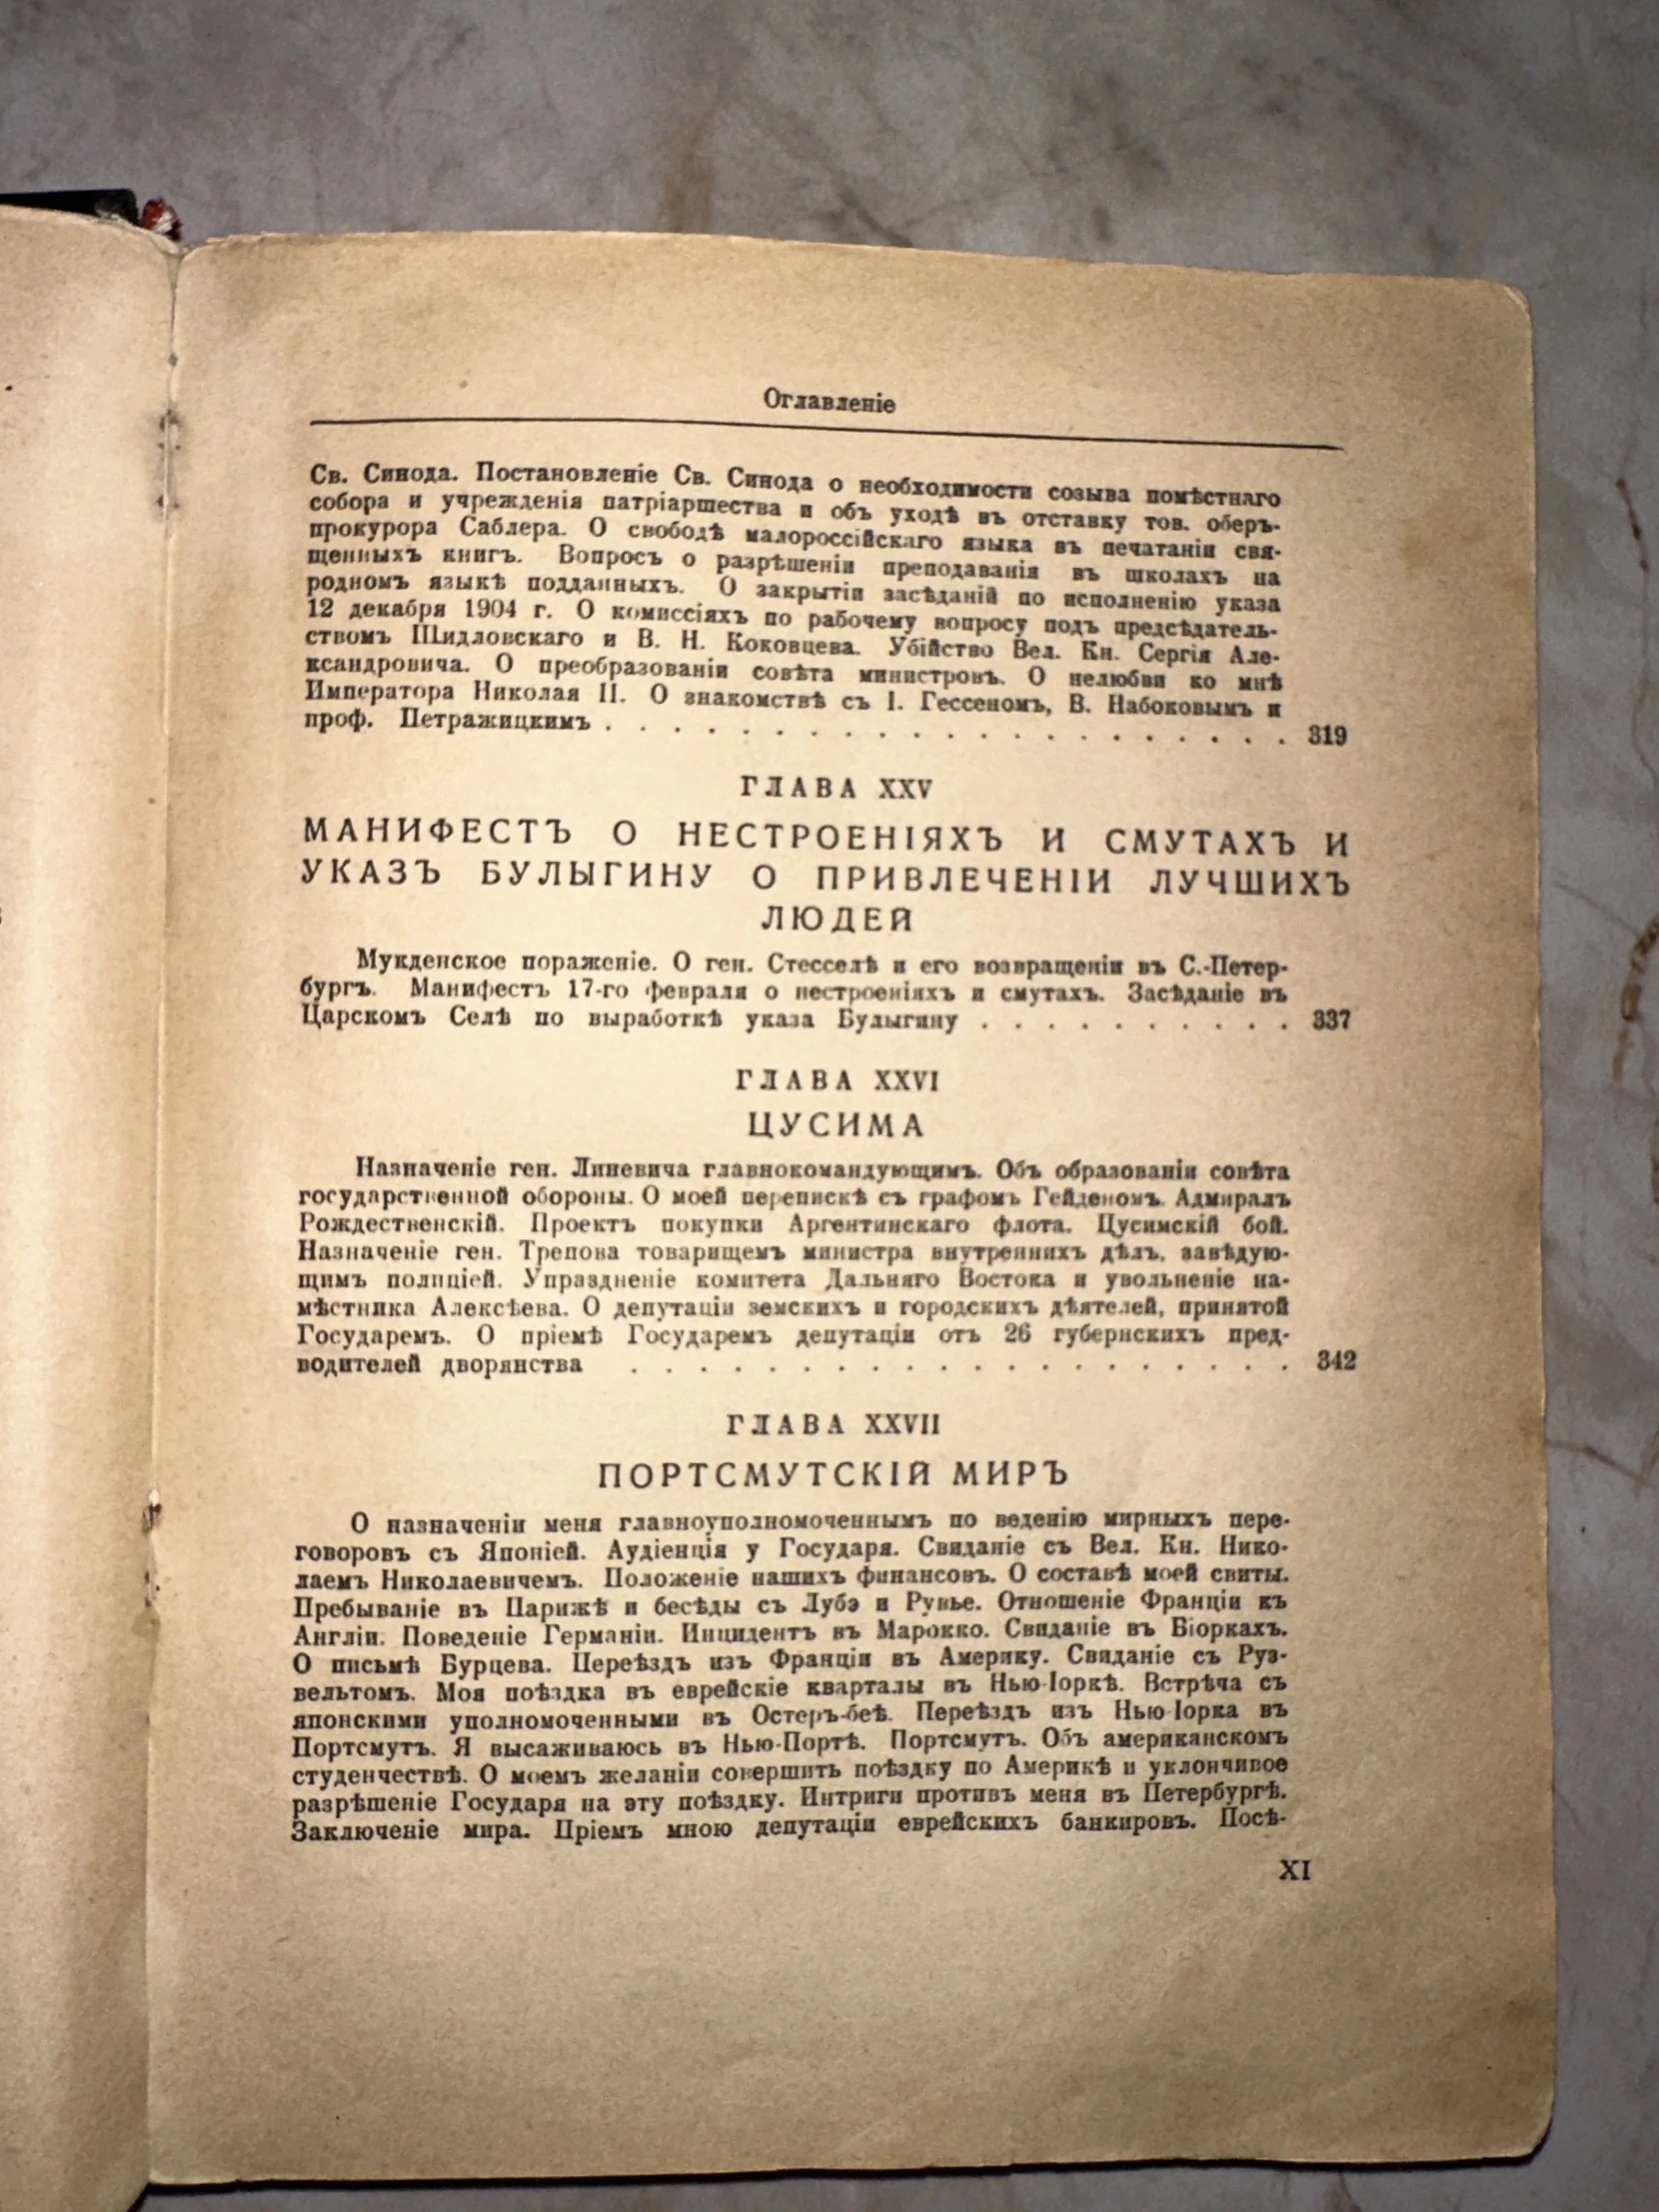 Оглавленіе
Св. Синода. Постановленіе Св. Синода о необходимости созыва помѣстнаго
собора и учрежденія патріаршества и объ уходѣ въ отставку тов. оберъ-
прокурора Саблера. О свободѣ малороссійскаго языка въ печатаніи свя-
щенныхъ книгъ. Вопросъ о разрѣшеніи преподаванія въ школахъ на
родномъ языкѣ подданныхъ. О закрытіи засѣданій по исполненію указа
12 декабря 1904 г. О комиссіяхъ по рабочему вопросу подъ предсѣдатель-
ствомъ Шидловскаго и В. Н. Коковцева. Убійство Вел. Кн. Сергія Але-
ксандровича. О преобразованіи совѣта министровъ. О нелюбви ко мнѣ
Императора Николая II. О знакомствѣ съ I. Гессеномъ, В. Набоковымъ и
проф. Петражицкимъ . . . . . . . . . . . . . . . . . . . . . 319
ГЛАВА XXV
МАНИФЕСТЪ О НЕСТРОЕНІЯХЪ И СМУТАХЪ И
УКАЗЪ БУЛЫГИНУ О ПРИВЛЕЧЕНІИ ЛУЧШИХЪ
ЛЮДЕЙ
Мукденское пораженіе. О ген. Стесселѣ и его возвращеніи въ С.-Петер-
бургъ. Манифестъ 17-го февраля о нестроеніяхъ и смутахъ. Засѣданіе въ
Царскомъ Селѣ по выработкѣ указа Булыгину . . . . . . . . . . 337
ГЛАВА XXVI
ЦУСИМА
Назначеніе ген. Линевича главнокомандующимъ. Объ образованіи совѣта
государственной обороны. О моей перепискѣ съ графомъ Гейденомъ. Адмиралъ
Рождественскій. Проектъ покупки Аргентинскаго флота. Цусимскій бой.
Назначеніе ген. Трепова товарищемъ министра внутреннихъ дѣлъ, завѣдую-
щимъ полиціей. Упраздненіе комитета Дальняго Востока и увольненіе на-
мѣстника Алексѣева. О депутаціи земскихъ и городскихъ дѣятелей, принятой
Государемъ. О пріемѣ Государемъ депутаціи отъ 26 губернскихъ пред-
водителей дворянства . . . . . . . . . . . . . . . . . . . . 342
ГЛАВА XXVII
ПОРТСМУТСКІЙ МИРЪ
О назначеніи меня главноуполномоченнымъ по веденію мирныхъ пере-
говоровъ съ Японіей. Аудіенція у Государя. Свиданіе съ Вел. Кн. Нико-
лаемъ Николаевичемъ. Положеніе нашихъ финансовъ. О составѣ моей свиты.
Пребываніе въ Парижѣ и бесѣды съ Лубэ и Рувье. Отношеніе Франціи къ
Англіи. Поведеніе Германіи. Инцидентъ въ Марокко. Свиданіе въ Біоркахъ.
О письмѣ Бурцева. Переѣздъ изъ Франціи въ Америку. Свиданіе съ Руз-
вельтомъ. Моя поѣздка въ еврейскіе кварталы въ Нью-Іоркѣ. Встрѣча съ
японскими уполномоченными въ Остеръ-беѣ. Переѣздъ изъ Нью-Іорка въ
Портсмутъ. Я высаживаюсь въ Нью-Портѣ. Портсмутъ. Объ американскомъ
студенчествѣ. О моемъ желаніи совершить поѣздку по Америкѣ и уклончивое
разрѣшеніе Государя на эту поѣздку. Интриги противъ меня въ Петербургѣ.
Заключеніе мира. Пріемъ мною депутаціи еврейскихъ банкировъ. Посѣ-
XI